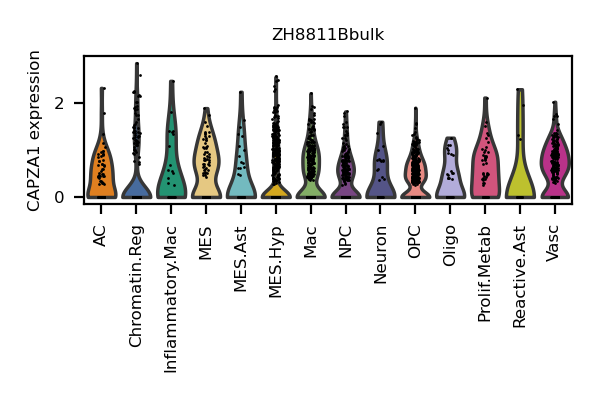 ZH8811Bbulk
CAPZA1 expression
2
0
AC
Chromatin.Reg
Inflammatory.Mac
MES
MES.Ast
MES.Hyp
Mac
NPC
Neuron
OPC
Oligo
Prolif.Metab
Reactive.Ast
Vasc